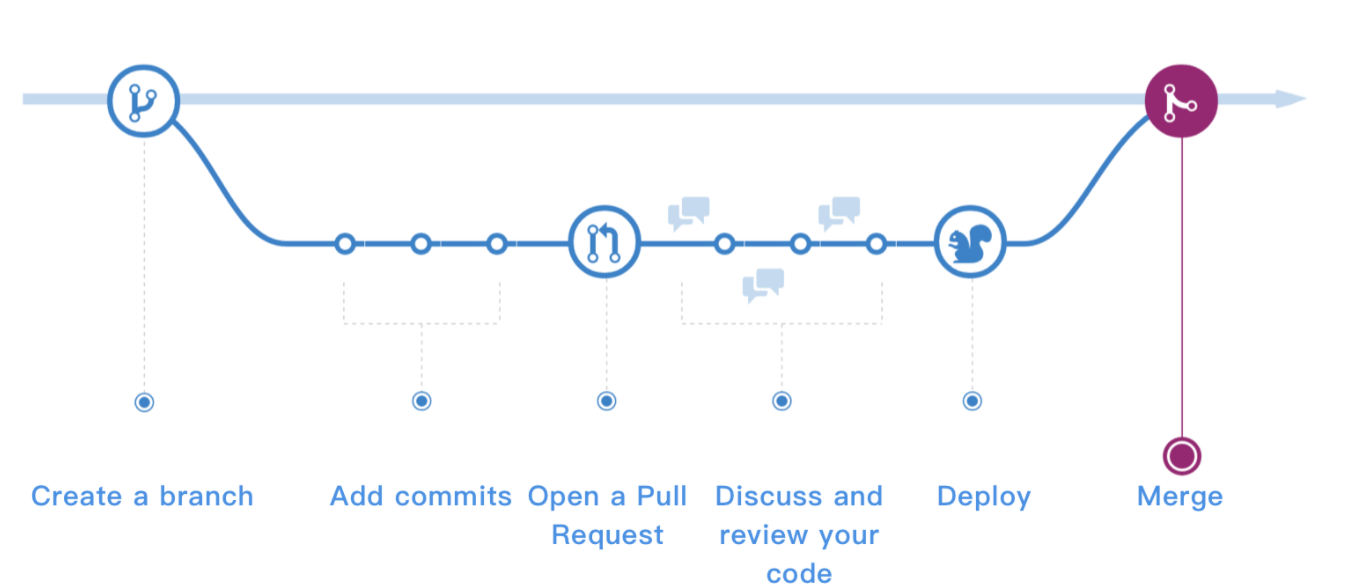 Create a branch
Add commits
Open a Pull
Request
Discuss and
review your
code
Deploy
Merge